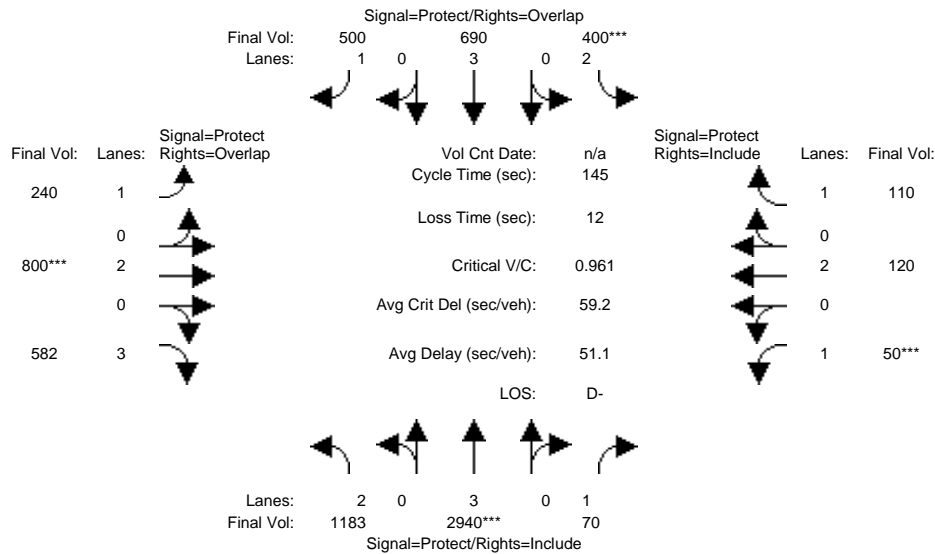 Signal=Protect/Rights=Overlap
Final Vol: 500 690 400***
Lanes: 1 0 3 0 2
Signal=Protect
Final Vol: Lanes: Rights=Overlap
Vol Cnt Date: n/a
Signal=Protect
Rights=Include Lanes: Final Vol:
Cycle Time (sec): 145
240 1
1 110
Loss Time (sec): 12
0
0
800*** 2
Critical V/C: 0.961
2 120
0
Avg Crit Del (sec/veh): 59.2
0
582 3
Avg Delay (sec/veh): 51.1
1 50***
LOS: D-
Lanes: 2 0 3 0 1
Final Vol: 1183 2940*** 70
Signal=Protect/Rights=Include